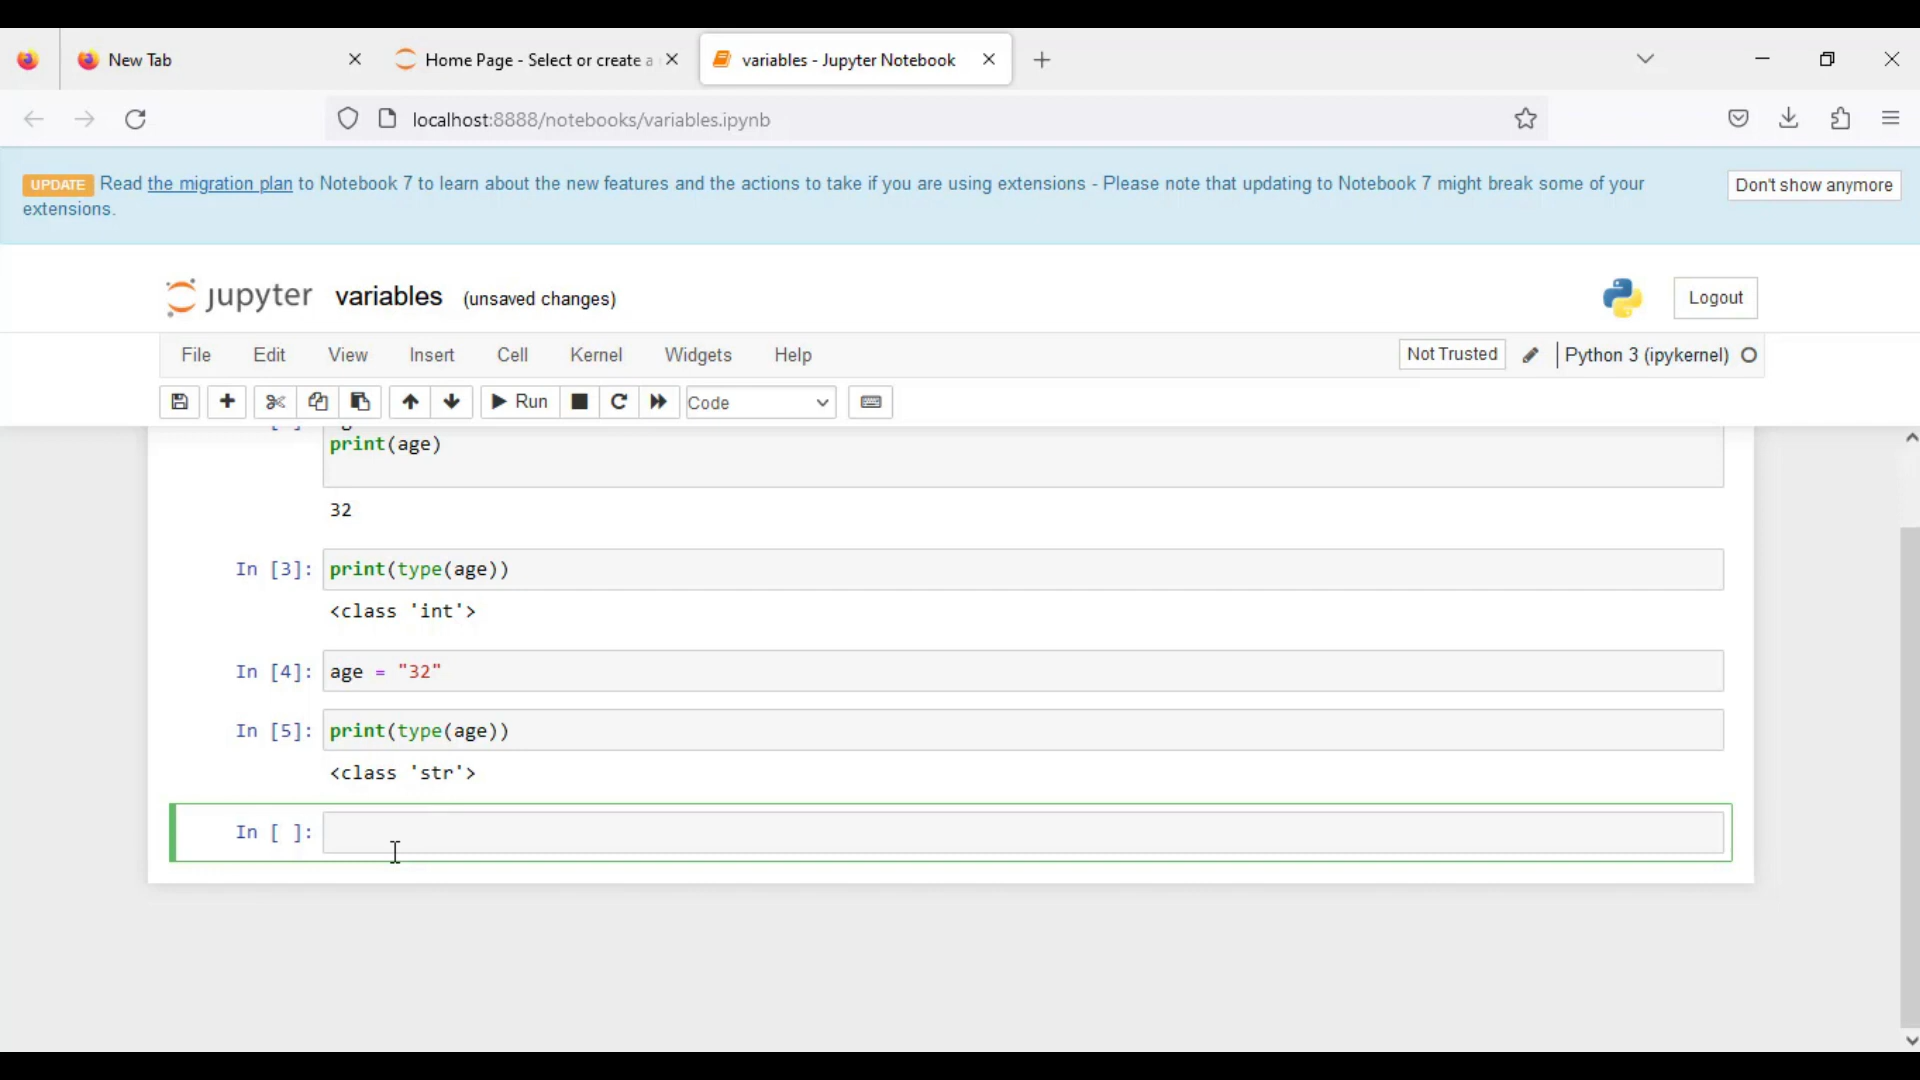 New Tab
Home Page - Select or create a
variables - Jupyter Notebook
localhost:8888/notebooks/variables.ipynb
UPDATE Read the migration plan to Notebook 7 to learn about the new features and the actions to take if you are using extensions - Please note that updating to Notebook 7 might break some of your
extensions.
Don't show anymore
jupyter variables (unsaved changes)
Logout
File Edit View Insert Cell Kernel Widgets Help
Not Trusted
Python 3 (ipykernel)
Run
Code
print(age)
32
In [3]: print(type(age))
<class 'int'>
In [4]: age = "32"
In [5]: print(type(age))
<class 'str'>
In [ ]: